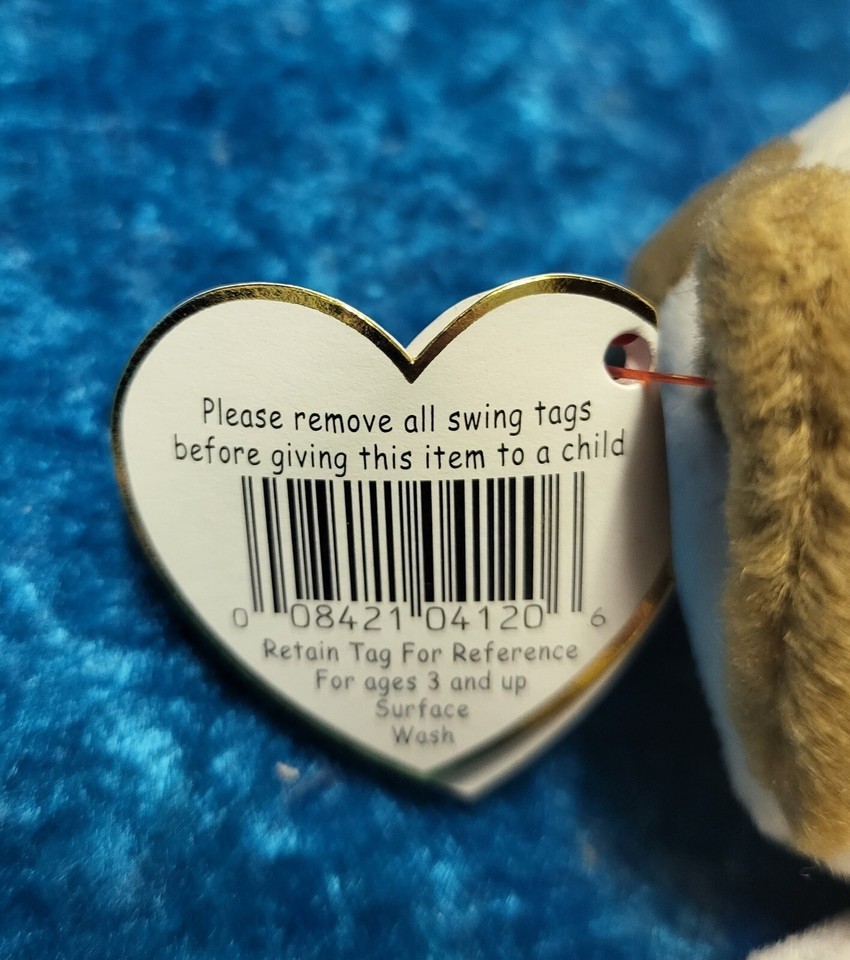 Please remove all swing tags
before giving this item to a child
0 08421 04120 6
Retain Tag For Reference
For ages 3 and up
Surface
Wash